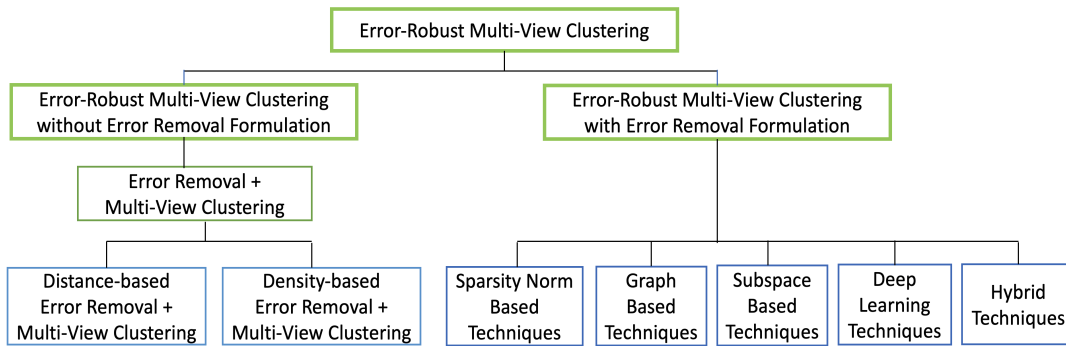 Error-Robust Multi-View Clustering
Error-Robust Multi-View Clustering
without Error Removal Formulation
Error-Robust Multi-View Clustering
with Error Removal Formulation
Error Removal +
Multi-View Clustering
Distance-based
Error Removal +
Multi-View Clustering
Density-based
Error Removal +
Multi-View Clustering
Sparsity Norm
Based
Techniques
Graph
Based
Techniques
Subspace
Based
Techniques
Deep
Learning
Techniques
Hybrid
Techniques